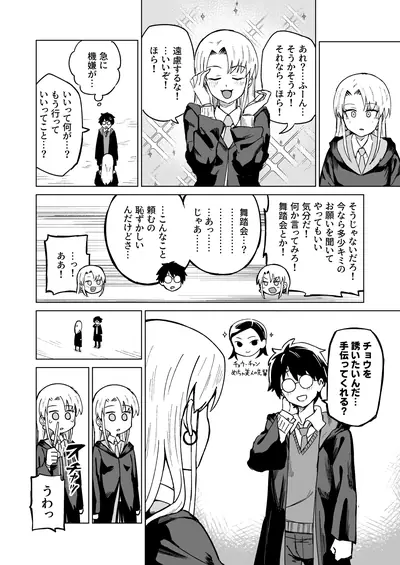 あれ？…ふーん…
そうかそうか！
それなら…ほら！
遠慮するな！
…いいぞ！
ほら！
急に
機嫌が…？
いいって何が…？
もう行って
いいってこと…？
そうじゃないだろ！
今なら多少キミの
お願いを聞いて
やってもいい
気分だ！
何か言ってみろ！
舞踏会とか！
舞踏会…？
……………
…あっ……
じゃあ…
…こんなこと
頼むの
恥ずかしい
んだけどさ…
…！
ああ！
チョウを
誘いたいんだ…
手伝ってくれる？
チョウ・チャン
めちゃ美人の先輩
うわっ